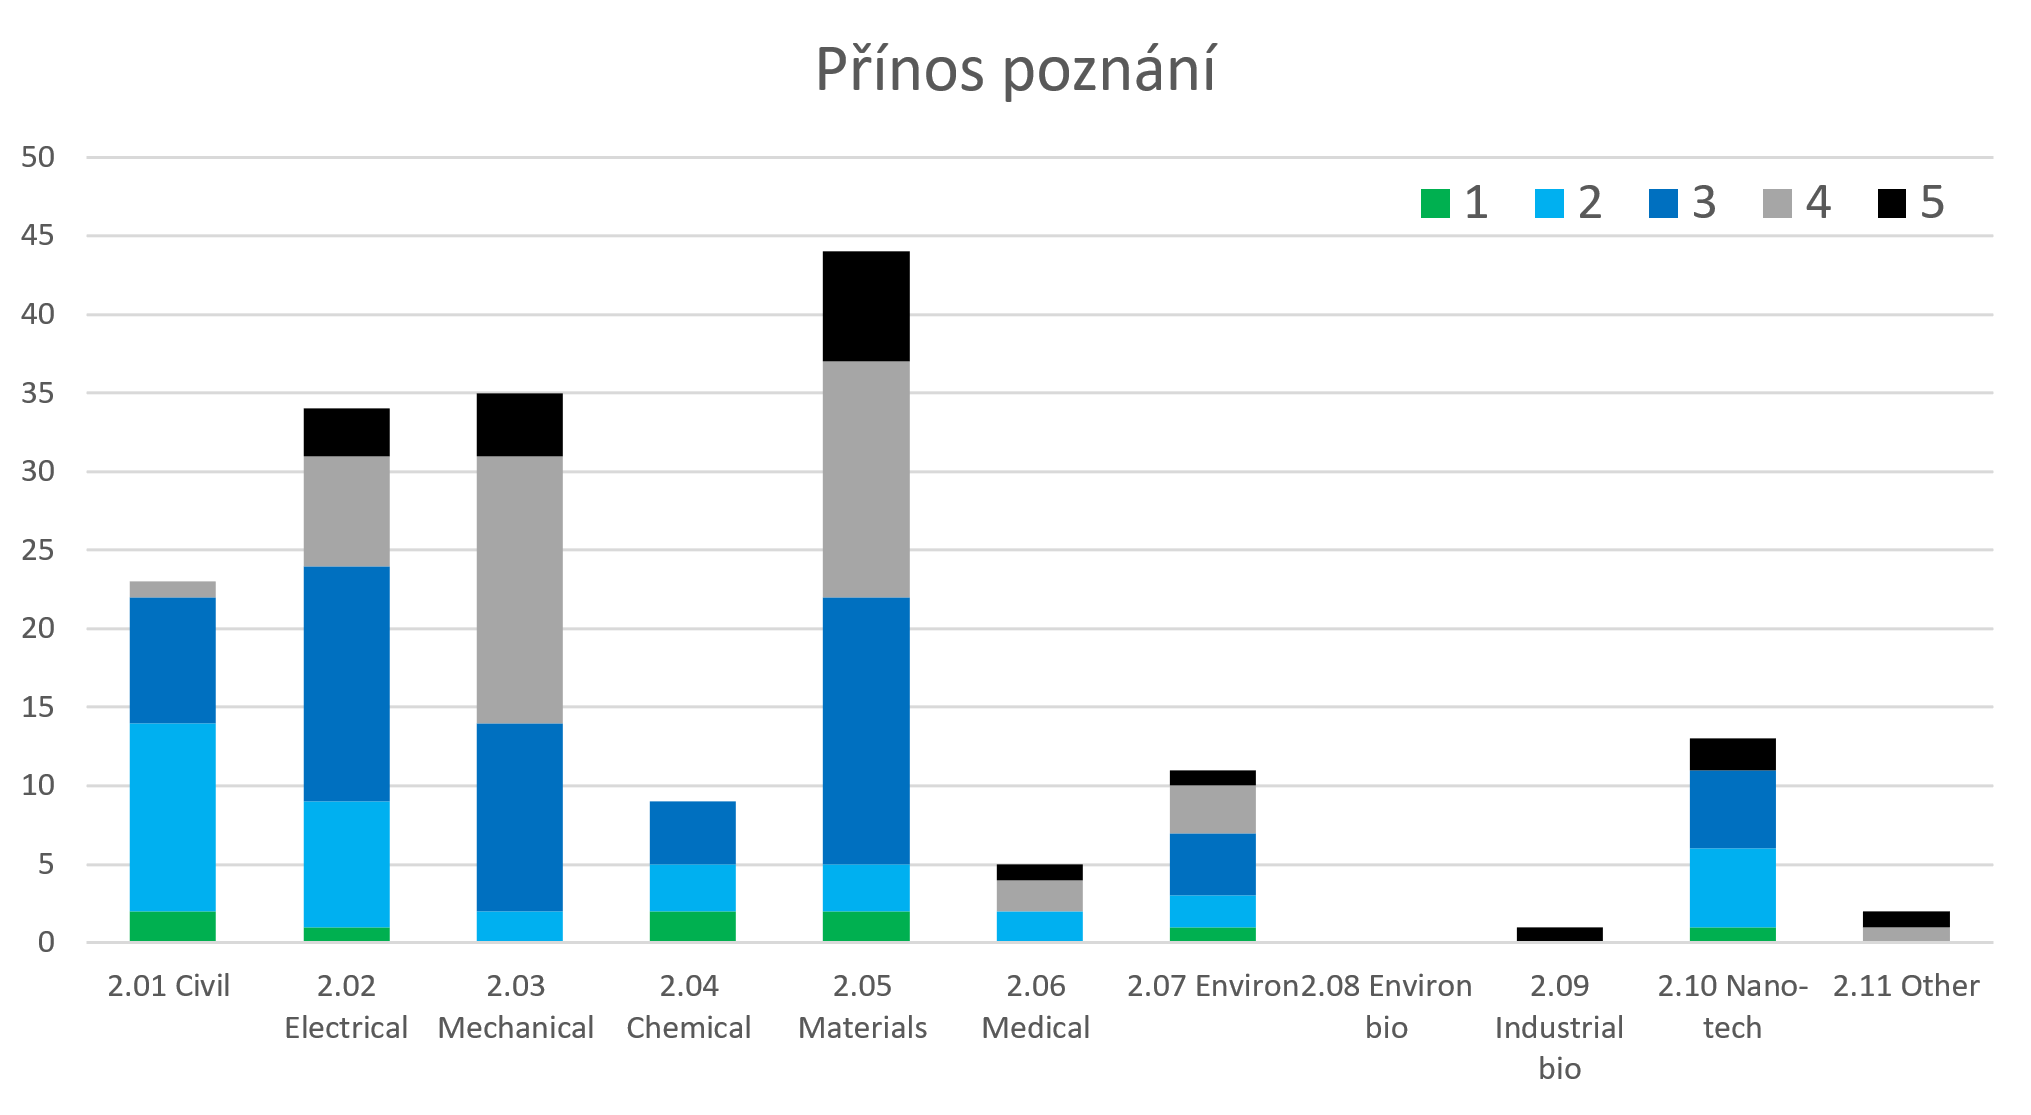 Přínos poznání
50
1 2 3 4 5
45
40
35
30
25
20
15
10
5
0
2.01 Civil
2.02
Electrical
2.03
Mechanical
2.04
Chemical
2.05
Materials
2.06
Medical
2.07 Environ
2.08 Environ
bio
2.09
Industrial
bio
2.10 Nano-
tech
2.11 Other